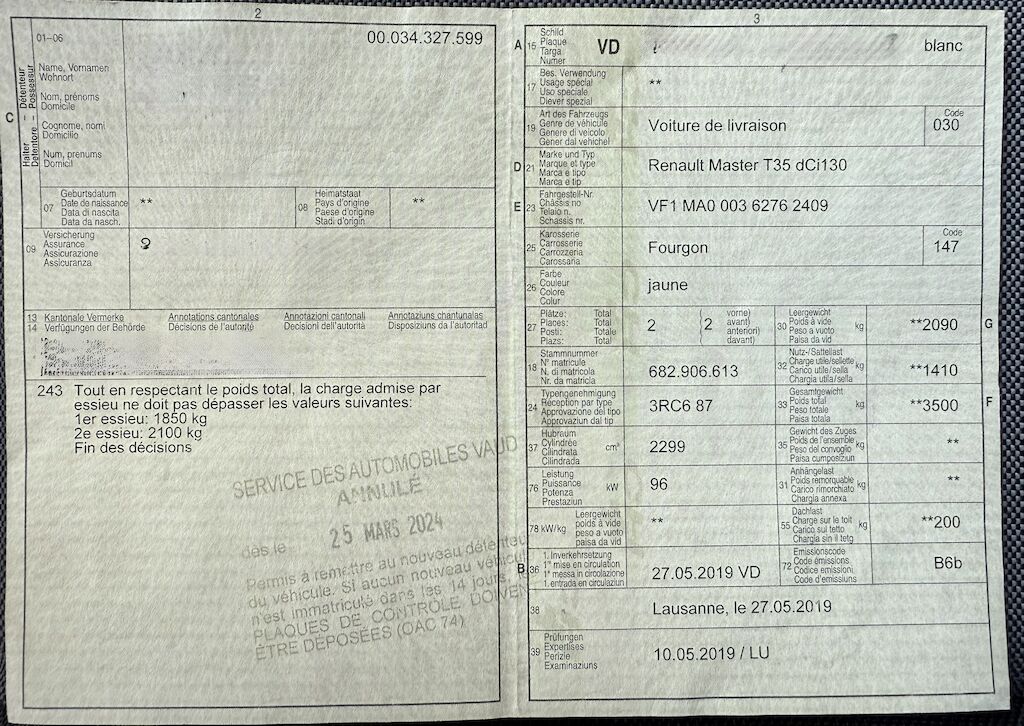 2
01-06
00.034.327.599
C
Halter – Détenteur
Detentore – Possessur
Name, Vornamen
Wohnort
Nom, prénoms
Domicile
Cognome, nomi
Domicilio
Num, prenums
Domicil
07
Geburtsdatum
Date de naissance
Data di nascita
Data da nasch.
**
08
Heimatstaat
Pays d'origine
Paese d'origine
Stadi d'origin
**
09
Versicherung
Assurance
Assicurazione
Assicuranza
13 Kantonale Vermerke Annotations cantonales Annotazioni cantonali Annotaziuns chantunalas
14 Verfügungen der Behörde Décisions de l'autorité Decisioni dell'autorità Disposiziuns da l'autoritad
243 Tout en respectant le poids total, la charge admise par
essieu ne doit pas dépasser les valeurs suivantes:
1er essieu: 1850 kg
2e essieu: 2100 kg
Fin des décisions
SERVICE DES AUTOMOBILES VAUD
ANNULÉ
dès le 25 MARS 2024
Permis à remettre au nouveau détenteur
du véhicule. Si aucun nouveau véhicule
n'est immatriculé dans les 14 jours,
PLAQUES DE CONTRÔLE DOIVENT
ÊTRE DÉPOSÉES (OAC 74)
3
A
15
Schild
Plaque
Targa
Numer
VD
blanc
17
Bes. Verwendung
Usage spécial
Uso speciale
Diever spezial
**
19
Art des Fahrzeugs
Genre de véhicule
Genere di veicolo
Gener dal vehichel
Voiture de livraison
Code
030
D
21
Marke und Typ
Marque et type
Marca e tipo
Marca e tip
Renault Master T35 dCi130
E
23
Fahrgestell-Nr.
Châssis no
Telaio n.
Schassis nr.
VF1 MA0 003 6276 2409
25
Karosserie
Carrosserie
Carrozzeria
Carossaria
Fourgon
Code
147
26
Farbe
Couleur
Colore
Colur
jaune
27
Plätze: Total
Places: Total
Posti: Totale
Plazs: Total
2
(2
vorne)
avant)
anteriori)
davant)
30
Leergewicht
Poids à vide
Peso a vuoto
Paisa da vid
kg
**2090
G
18
Stammnummer
N° matricule
N. di matricola
Nr. da matricla
682.906.613
32
Nutz-/Sattellast
Charge utile/sellette
Carico utile/sella
Chargia utila/sella
kg
**1410
24
Typengenehmigung
Réception par type
Approvazione del tipo
Approvaziun dal tip
3RC6 87
33
Gesamtgewicht
Poids total
Peso totale
Paisa totala
kg
**3500
F
37
Hubraum
Cylindrée
Cilindrata
Cilindrada
cm³
2299
35
Gewicht des Zuges
Poids de l'ensemble
Peso del convoglio
Paisa cumposiziun
kg
**
76
Leistung
Puissance
Potenza
Prestaziun
kW
96
31
Anhängelast
Poids remorquable
Carico rimorchiato
Chargia annexa
kg
**
78 kW/kg
Leergewicht
poids à vide
peso a vuoto
paisa da vid
**
55
Dachlast
Charge sur le toit
Carico sul tetto
Chargia sin il tetg
kg
**200
B
36
1. Inverkehrsetzung
1re mise en circulation
1a messa in circolazione
1. entrada en circulaziun
27.05.2019 VD
72
Emissionscode
Code émissions
Codice emissioni
Code d'emissiuns
B6b
38
Lausanne, le 27.05.2019
39
Prüfungen
Expertises
Perizie
Examinaziuns
10.05.2019 / LU